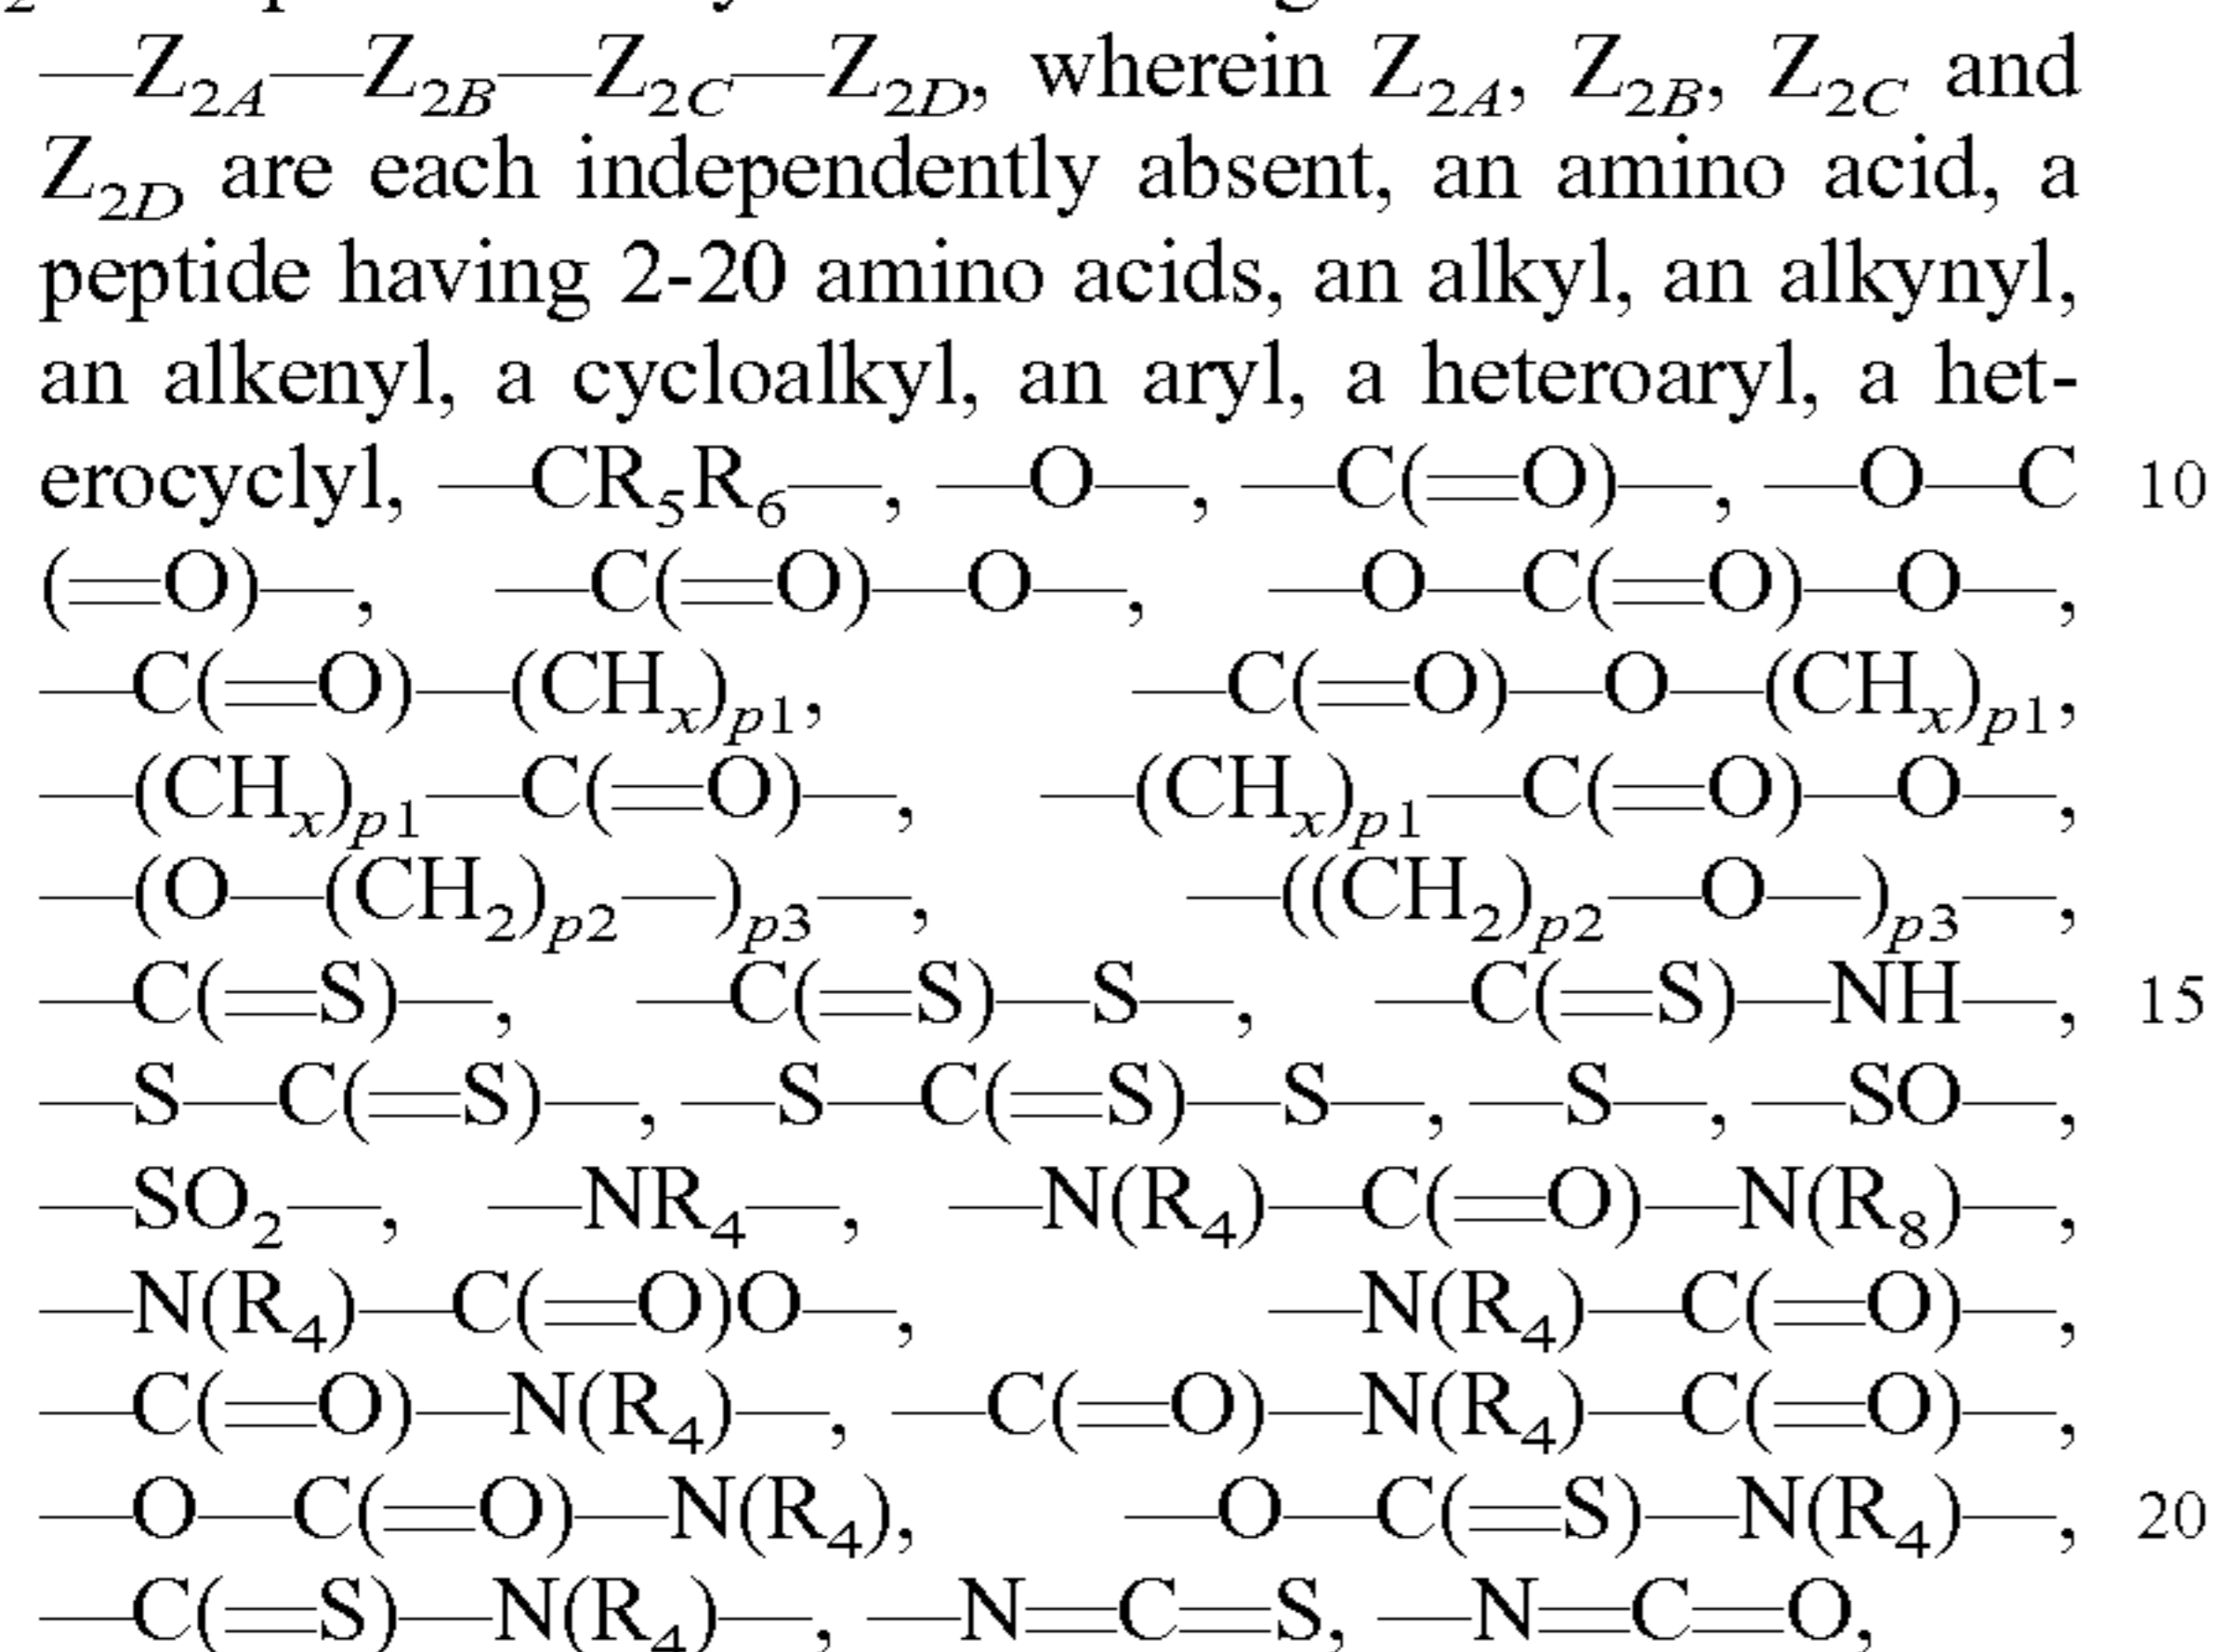 —Z2A—Z2B—Z2C—Z2D, wherein Z2A, Z2B, Z2C and
Z2D are each independently absent, an amino acid, a
peptide having 2-20 amino acids, an alkyl, an alkynyl,
an alkenyl, a cycloalkyl, an aryl, a heteroaryl, a het-
erocyclyl, —CR5R6—, —O—, —C(=O)—, —O—C 10
(=O)—, —C(=O)—O—, —O—C(=O)—O—,
—C(=O)—(CHx)p1, —C(=O)—O—(CHx)p1,
—(CHx)p1—C(=O)—, —(CHx)p1—C(=O)—O—,
—(O—(CH2)p2—)p3—, —((CH2)p2—O—)p3—,
—C(=S)—, —C(=S)—S—, —C(=S)—NH—, 15
—S—C(=S)—, —S—C(=S)—S—, —S—, —SO—,
—SO2—, —NR4—, —N(R4)—C(=O)—N(R8)—,
—N(R4)—C(=O)O—, —N(R4)—C(=O)—,
—C(=O)—N(R4)—, —C(=O)—N(R4)—C(=O)—,
—O—C(=O)—N(R4), —O—C(=S)—N(R4)—, 20
—C(=S)—N(R4)—, —N=C=S, —N=C=O,